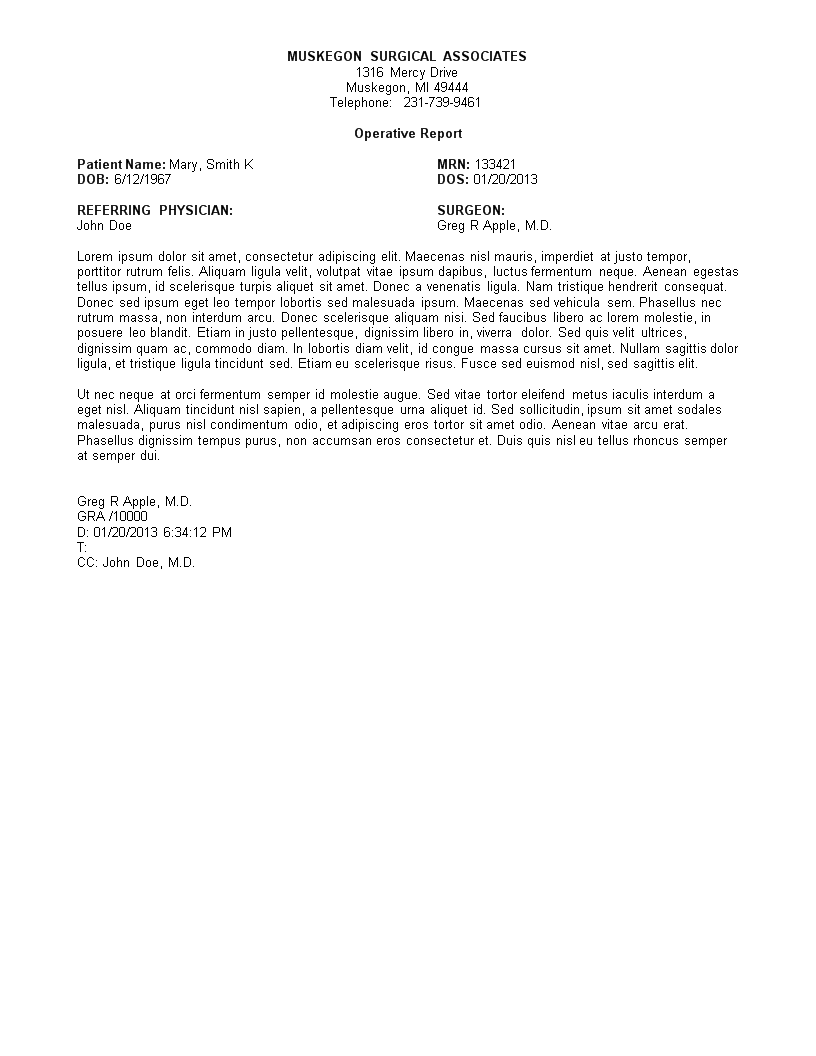 MUSKEGON SURGICAL ASSOCIATES
1316 Mercy Drive
Muskegon, MI 49444
Telephone: 231-739-9461
Operative Report
Patient Name: Mary, Smith K MRN: 133421
DOB: 6/12/1967 DOS: 01/20/2013
REFERRING PHYSICIAN: SURGEON:
John Doe Greg R Apple, M.D.
Lorem ipsum dolor sit amet, consectetur adipiscing elit. Maecenas nisl mauris, imperdiet at justo tempor,
porttitor rutrum felis. Aliquam ligula velit, volutpat vitae ipsum dapibus, luctus fermentum neque. Aenean egestas
tellus ipsum, id scelerisque turpis aliquet sit amet. Donec a venenatis ligula. Nam tristique hendrerit consequat.
Donec sed ipsum eget leo tempor lobortis sed malesuada ipsum. Maecenas sed vehicula sem. Phasellus nec
rutrum massa, non interdum arcu. Donec scelerisque aliquam nisi. Sed faucibus libero ac lorem molestie, in
posuere leo blandit. Etiam in justo pellentesque, dignissim libero in, viverra dolor. Sed quis velit ultrices,
dignissim quam ac, commodo diam. In lobortis diam velit, id congue massa cursus sit amet. Nullam sagittis dolor
ligula, et tristique ligula tincidunt sed. Etiam eu scelerisque risus. Fusce sed euismod nisl, sed sagittis elit.
Ut nec neque at orci fermentum semper id molestie augue. Sed vitae tortor eleifend metus iaculis interdum a
eget nisl. Aliquam tincidunt nisl sapien, a pellentesque urna aliquet id. Sed sollicitudin, ipsum sit amet sodales
malesuada, purus nisl condimentum odio, et adipiscing eros tortor sit amet odio. Aenean vitae arcu erat.
Phasellus dignissim tempus purus, non accumsan eros consectetur et. Duis quis nisl eu tellus rhoncus semper
at semper dui.
Greg R Apple, M.D.
GRA /10000
D: 01/20/2013 6:34:12 PM
T:
CC: John Doe, M.D.